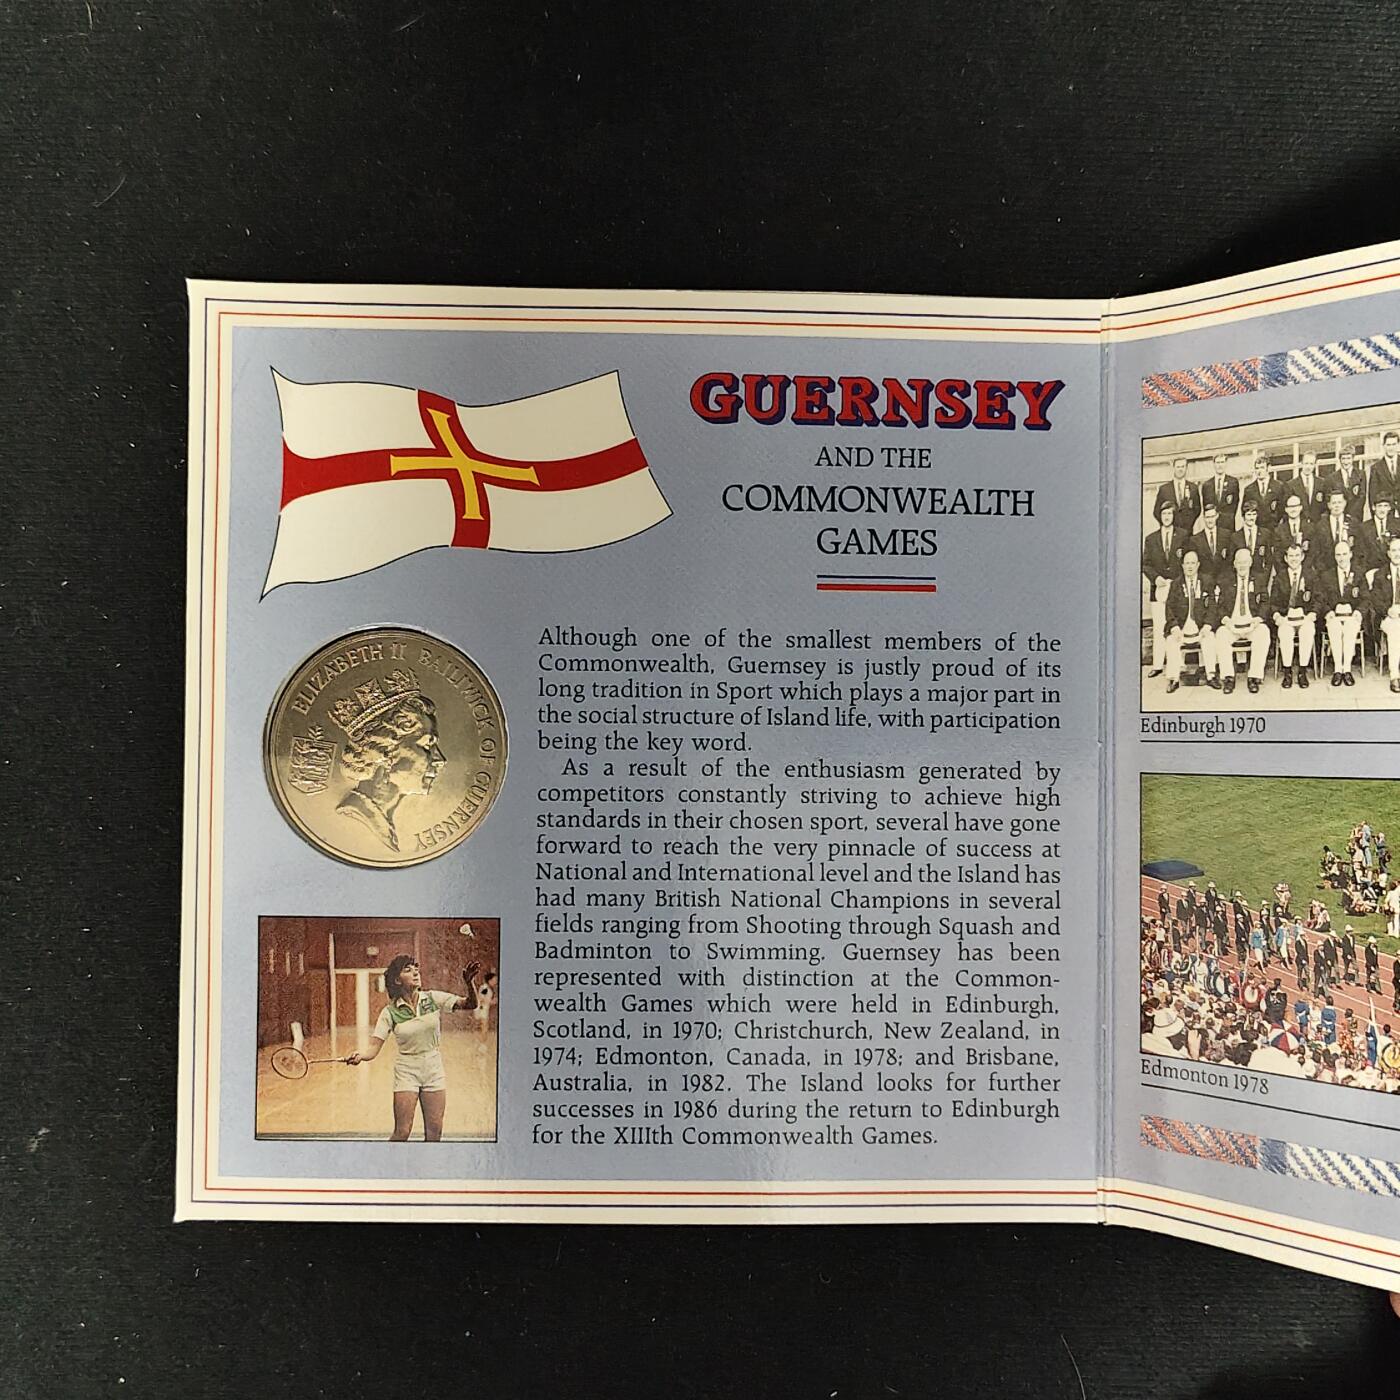 GUERNSEY
AND THE
COMMONWEALTH
GAMES
ELIZABETH II BAILIWICK OF GUERNSEY
Although one of the smallest members of the
Commonwealth, Guernsey is justly proud of its
long tradition in Sport which plays a major part in
the social structure of Island life, with participation
being the key word.
As a result of the enthusiasm generated by
competitors constantly striving to achieve high
standards in their chosen sport, several have gone
forward to reach the very pinnacle of success at
National and International level and the Island has
had many British National Champions in several
fields ranging from Shooting through Squash and
Badminton to Swimming. Guernsey has been
represented with distinction at the Common-
wealth Games which were held in Edinburgh,
Scotland, in 1970; Christchurch, New Zealand, in
1974; Edmonton, Canada, in 1978; and Brisbane,
Australia, in 1982. The Island looks for further
successes in 1986 during the return to Edinburgh
for the XIIIth Commonwealth Games.
Edinburgh 1970
Edmonton 1978